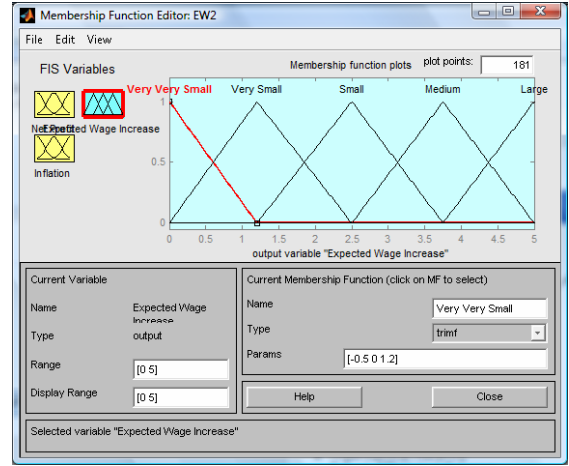 Membership Function Editor: EW2
File Edit View
FIS Variables
Membership function plots plot points: 181
Very Very Small Very Small Small Medium Large
Expected Wage Increase
Inflation
1
0.5
0
0 0.5 1 1.5 2 2.5 3 3.5 4 4.5 5
output variable "Expected Wage Increase"
Current Variable
Name Expected Wage Increase
Type output
Range [0 5]
Display Range [0 5]
Current Membership Function (click on MF to select)
Name Very Very Small
Type trimf
Params [-0.5 0 1.2]
Help Close
Selected variable "Expected Wage Increase"